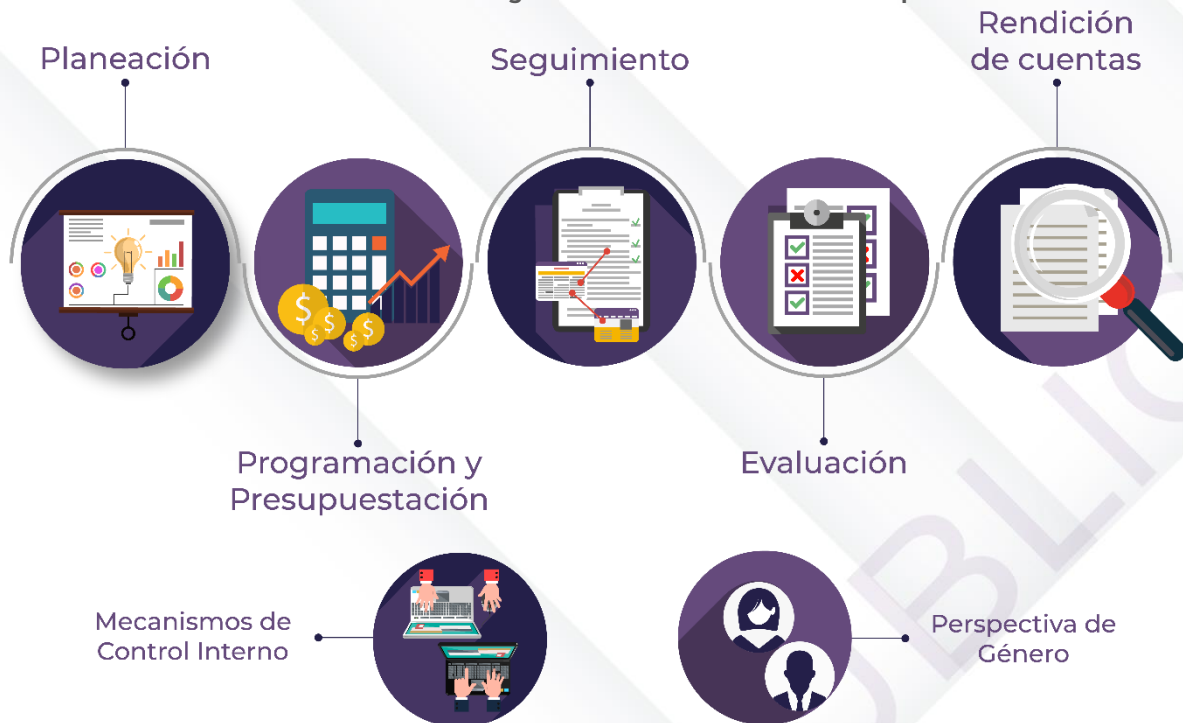 Planeación
Seguimiento
Rendición
de cuentas
Programación y
Presupuestación
Evaluación
Mecanismos de
Control Interno
Perspectiva de
Género